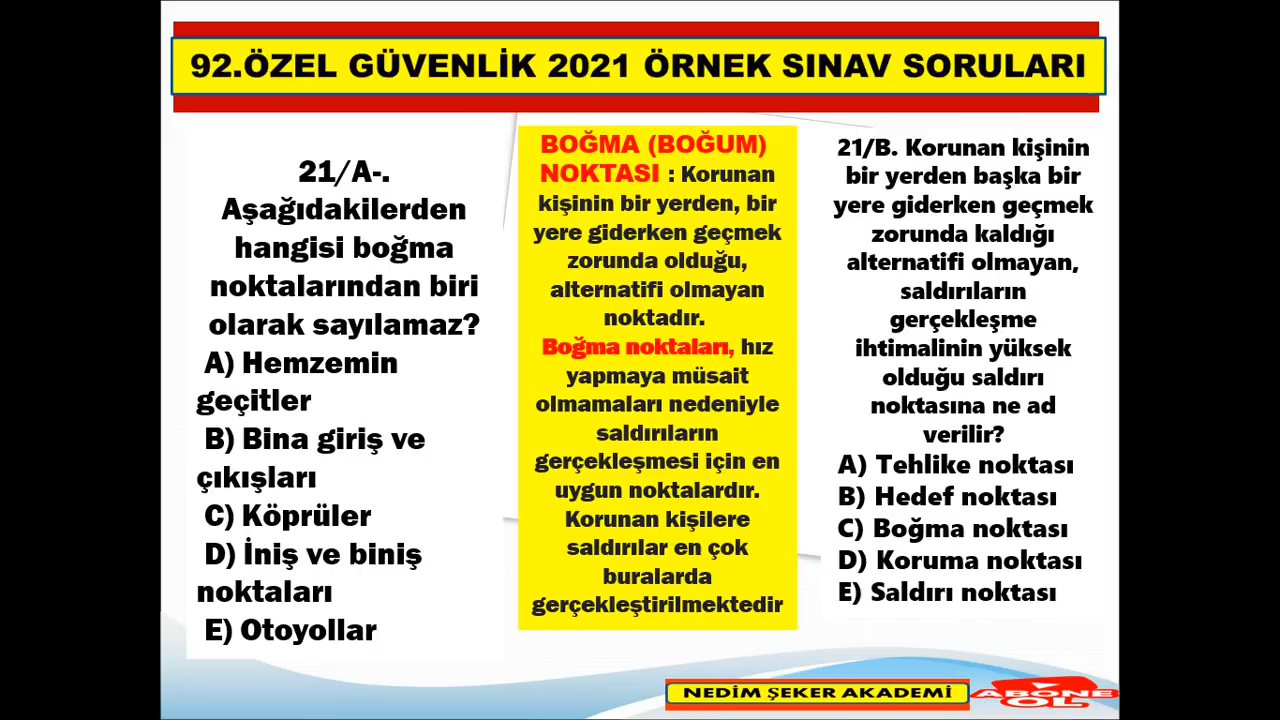 92.ÖZEL GÜVENLİK 2021 ÖRNEK SINAV SORULARI
21/A-.
Aşağıdakilerden
hangisi boğma
noktalarından biri
olarak sayılamaz?
A) Hemzemin
geçitler
B) Bina giriş ve
çıkışları
C) Köprüler
D) İniş ve biniş
noktaları
E) Otoyollar
BOĞMA (BOĞUM)
NOKTASI : Korunan
kişinin bir yerden, bir
yere giderken geçmek
zorunda olduğu,
alternatifi olmayan
noktadır.
Boğma noktaları, hız
yapmaya müsait
olmamaları nedeniyle
saldırıların
gerçekleşmesi için en
uygun noktalardır.
Korunan kişilere
saldırılar en çok
buralarda
gerçekleştirilmektedir
21/B. Korunan kişinin
bir yerden başka bir
yere giderken geçmek
zorunda kaldığı
alternatifi olmayan,
saldırıların
gerçekleşme
ihtimalinin yüksek
olduğu saldırı
noktasına ne ad
verilir?
A) Tehlike noktası
B) Hedef noktası
C) Boğma noktası
D) Koruma noktası
E) Saldırı noktası
NEDİM ŞEKER AKADEMİ
ABONE
OL